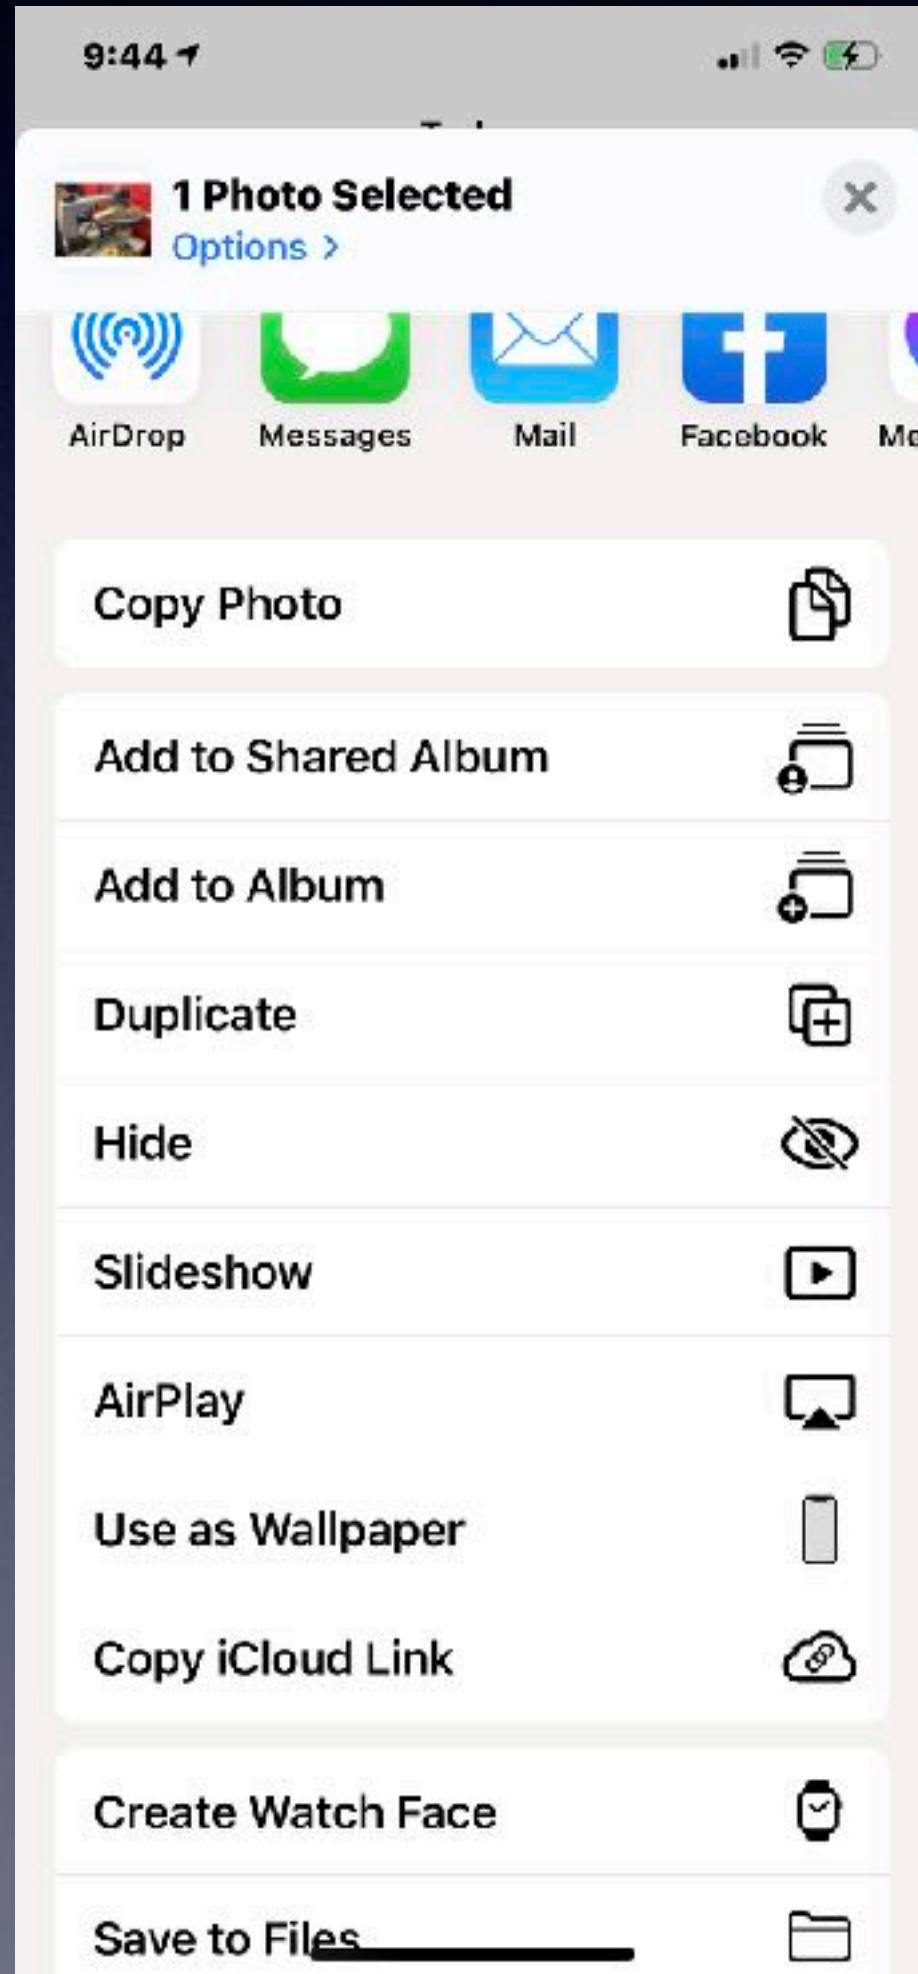 9:44
1 Photo Selected
Options >
AirDrop Messages Mail Facebook
Copy Photo
Add to Shared Album
Add to Album
Duplicate
Hide
Slideshow
AirPlay
Use as Wallpaper
Copy iCloud Link
Create Watch Face
Save to Files